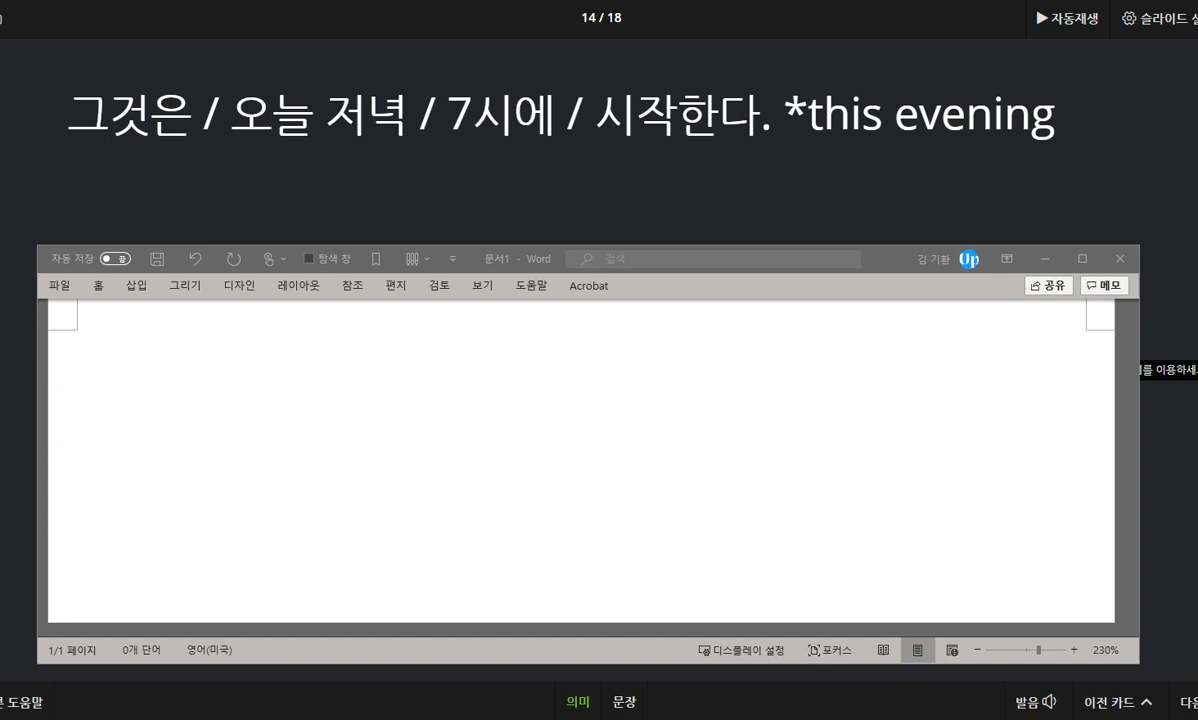 14 / 18
▶ 자동재생
슬라이드
그것은 / 오늘 저녁 / 7시에 / 시작한다. *this evening
자동 저장 끔 탐색 창 문서1 - Word 검색 김 기환 Up
파일 홈 삽입 그리기 디자인 레이아웃 참조 편지 검토 보기 도움말 Acrobat 공유 메모
를 이용하세
1/1 페이지 0개 단어 영어(미국) 디스플레이 설정 포커스 - + 230%
도움말 의미 문장 발음 이전 카드